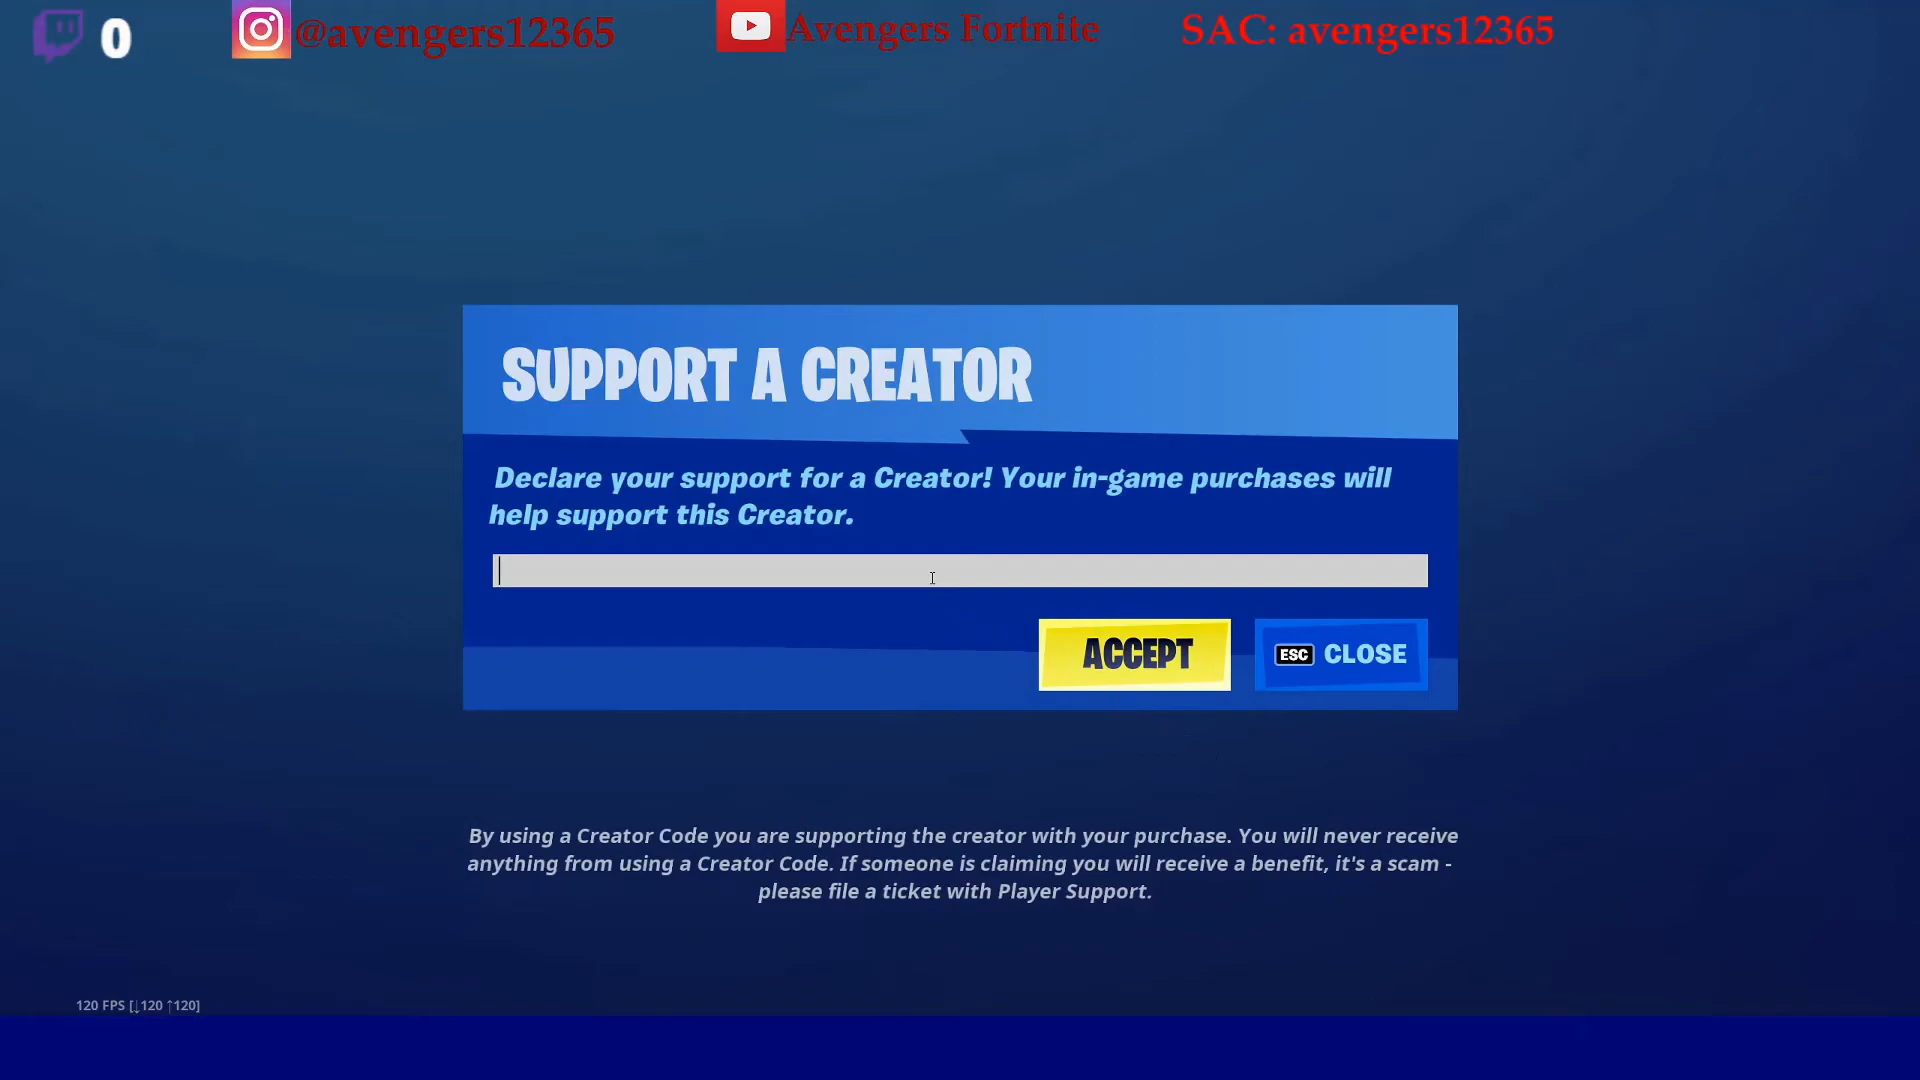 0
@avengers12365
Avengers Fortnite
SAC: avengers12365
SUPPORT A CREATOR
Declare your support for a Creator! Your in-game purchases will
help support this Creator.
ACCEPT
ESC CLOSE
By using a Creator Code you are supporting the creator with your purchase. You will never receive
anything from using a Creator Code. If someone is claiming you will receive a benefit, it's a scam -
please file a ticket with Player Support.
120 FPS [↓120 ↑120]